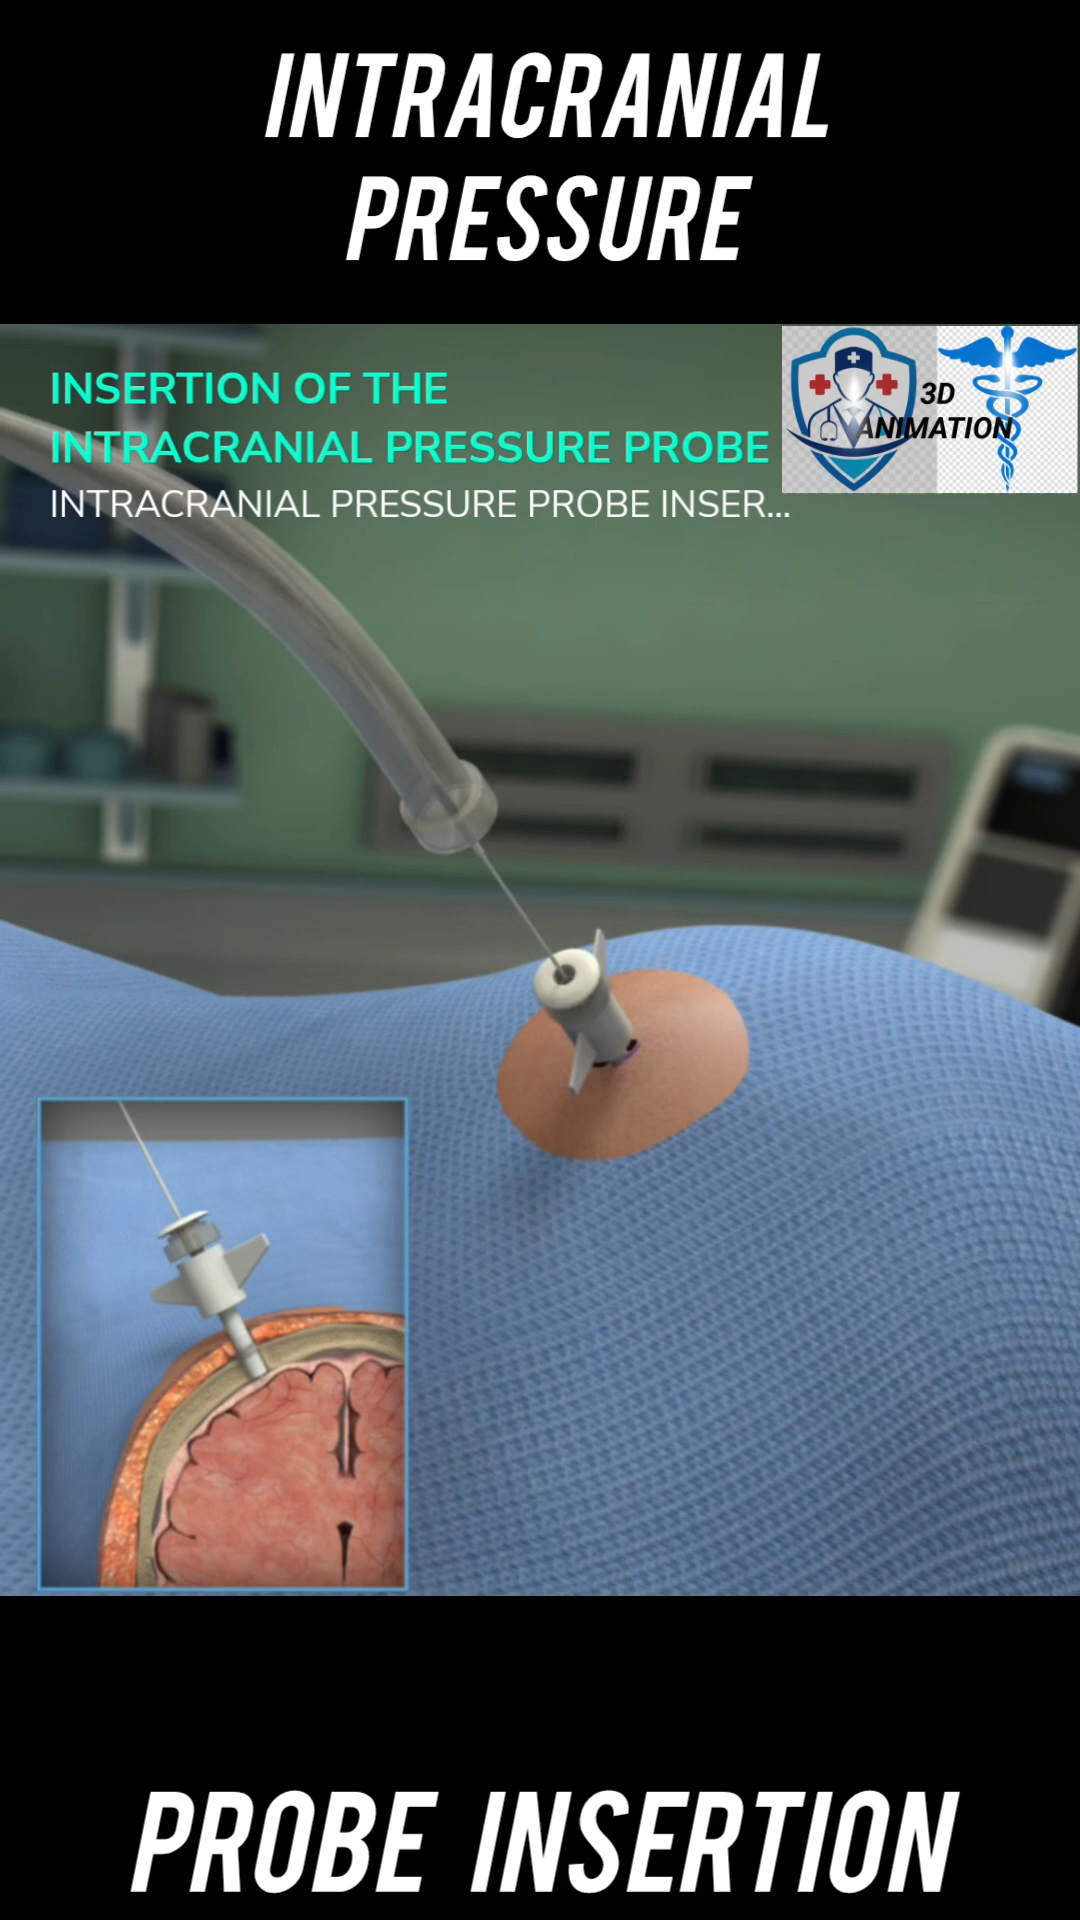 INTRACRANIAL
PRESSURE
INSERTION OF THE
INTRACRANIAL PRESSURE PROBE
INTRACRANIAL PRESSURE PROBE INSER...
3D
ANIMATION
PROBE INSERTION